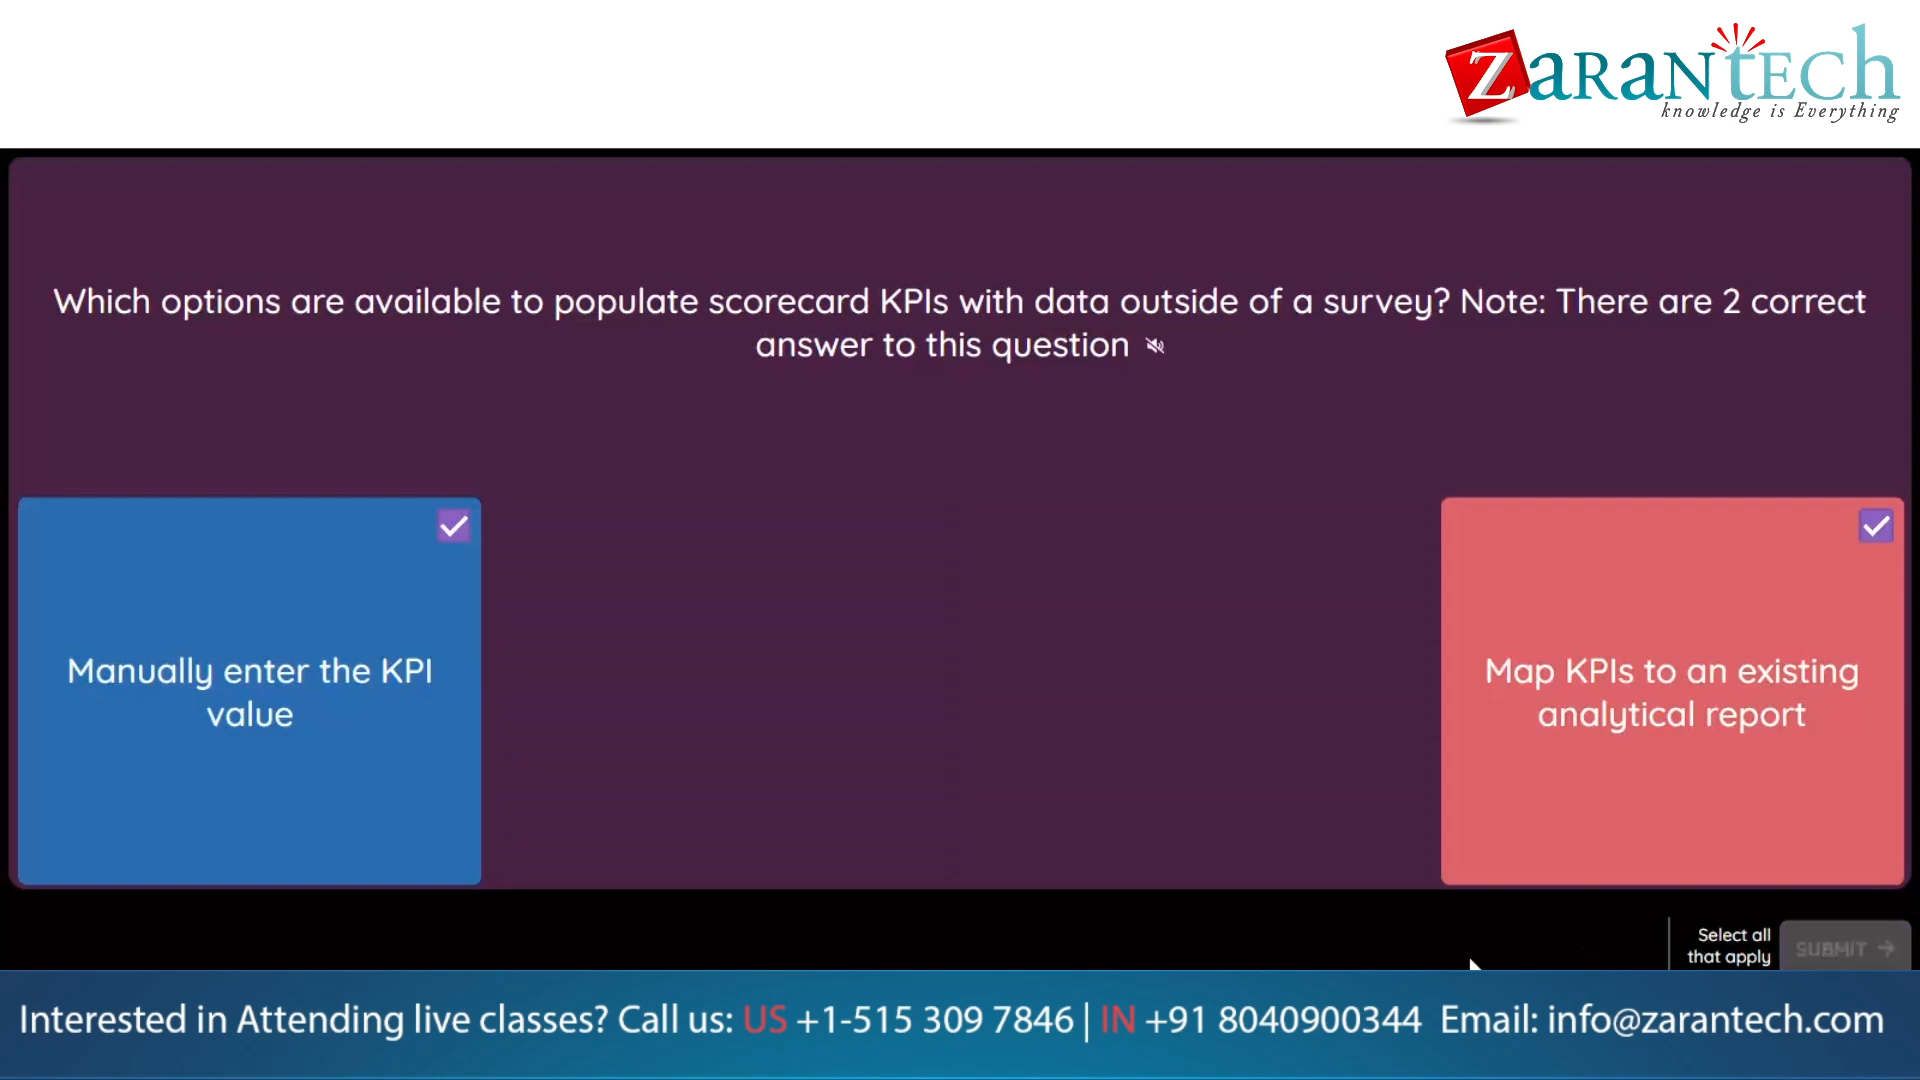 ZaranTech
knowledge is Everything
Which options are available to populate scorecard KPIs with data outside of a survey? Note: There are 2 correct
answer to this question
Manually enter the KPI
value
Map KPIs to an existing
analytical report
Select all
that apply
SUBMIT →
Interested in Attending live classes? Call us: US +1-515 309 7846 | IN +91 8040900344 Email: info@zarantech.com